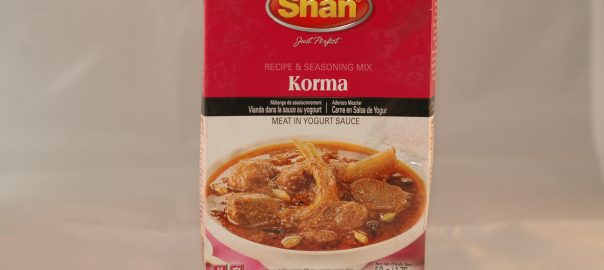 Shan
Just Perfect
RECIPE & SEASONING MIX
Korma
Mélange de assaisonnement
Viande dans la sauce au yogourt
Aderezo Mezclar
Carne en Salsa de Yogur
MEAT IN YOGURT SAUCE